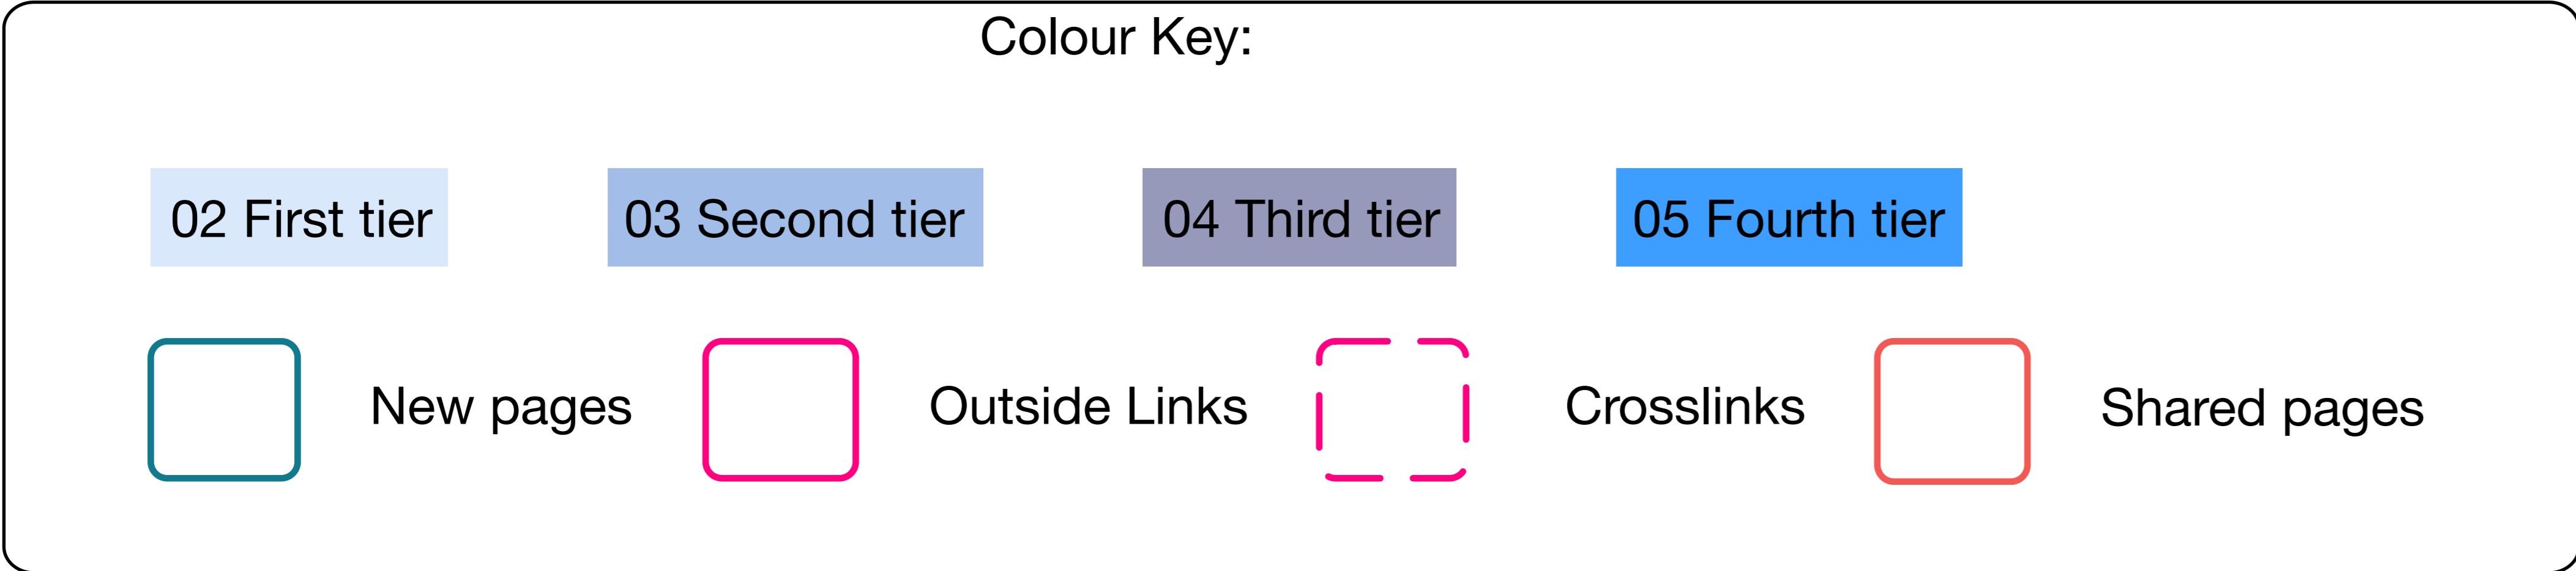 Colour Key:
02 First tier 03 Second tier 04 Third tier 05 Fourth tier
New pages Outside Links Crosslinks Shared pages